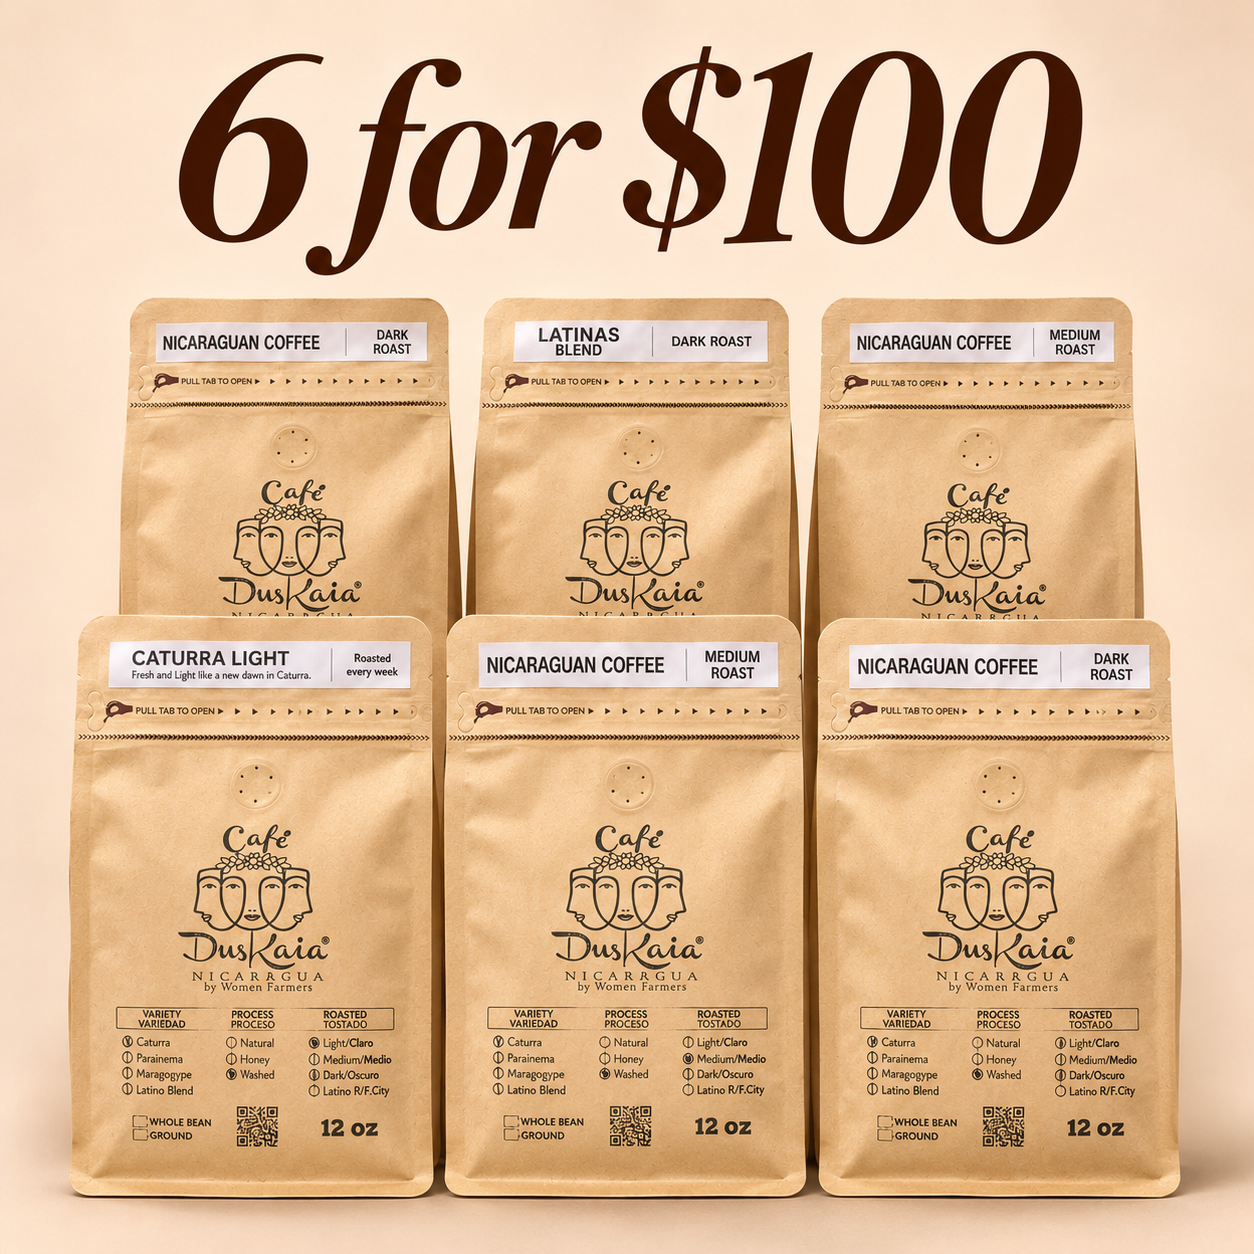 6 for $100
NICARAGUAN COFFEE
DARK
ROAST
PULL TAB TO OPEN
Café
DusKaia®
NICARRGUA
LATINAS
BLEND
DARK ROAST
PULL TAB TO OPEN
Café
DusKaia®
NICARRGUA
NICARAGUAN COFFEE
MEDIUM
ROAST
PULL TAB TO OPEN
Café
DusKaia®
NICARRGUA
CATURRA LIGHT
Fresh and Light like a new dawn in Caturra.
Roasted
every week
PULL TAB TO OPEN
Café
DusKaia®
NICARRGUA
by Women Farmers
VARIETY PROCESS ROASTED
VARIEDAD PROCESO TOSTADO
Caturra Natural Light/Claro
Parainema Honey Medium/Medio
Maragogype Washed Dark/Oscuro
Latino Blend Latino R/F.City
WHOLE BEAN
GROUND
12 oz
NICARAGUAN COFFEE
MEDIUM
ROAST
PULL TAB TO OPEN
Café
DusKaia®
NICARRGUA
by Women Farmers
VARIETY PROCESS ROASTED
VARIEDAD PROCESO TOSTADO
Caturra Natural Light/Claro
Parainema Honey Medium/Medio
Maragogype Washed Dark/Oscuro
Latino Blend Latino R/F.City
WHOLE BEAN
GROUND
12 oz
NICARAGUAN COFFEE
DARK
ROAST
PULL TAB TO OPEN
Café
DusKaia®
NICARRGUA
by Women Farmers
VARIETY PROCESS ROASTED
VARIEDAD PROCESO TOSTADO
Caturra Natural Light/Claro
Parainema Honey Medium/Medio
Maragogype Washed Dark/Oscuro
Latino Blend Latino R/F.City
WHOLE BEAN
GROUND
12 oz